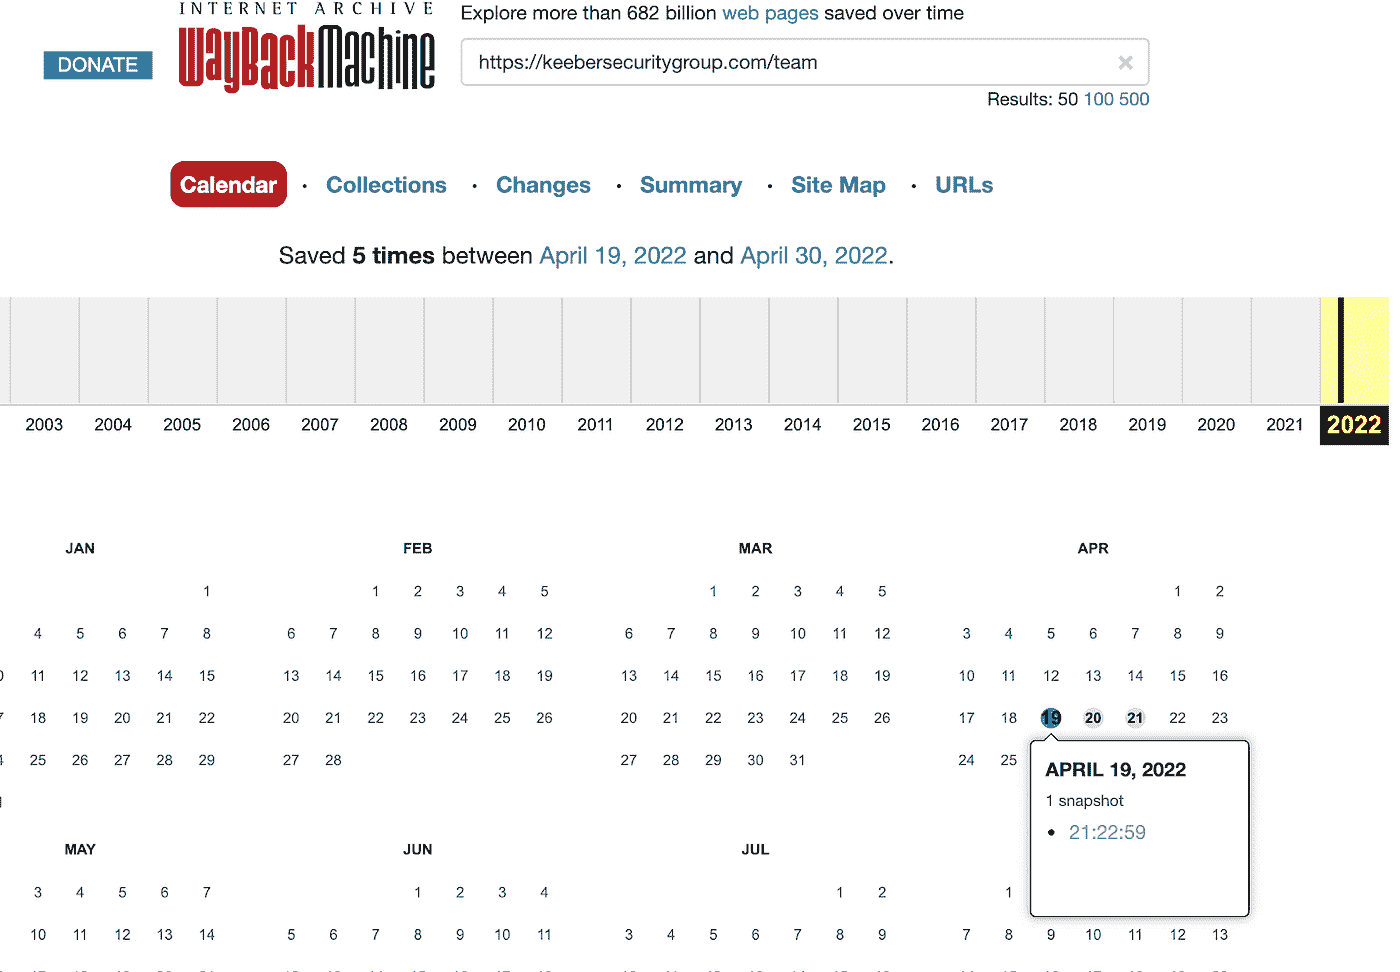 INTERNET ARCHIVE
Explore more than 682 billion web pages saved over time
DONATE
WayBackMachine
https://keebersecuritygroup.com/team ×
Results: 50 100 500
Calendar · Collections · Changes · Summary · Site Map · URLs
Saved 5 times between April 19, 2022 and April 30, 2022.
2003 2004 2005 2006 2007 2008 2009 2010 2011 2012 2013 2014 2015 2016 2017 2018 2019 2020 2021 2022
JAN FEB MAR APR
1 1 2 3 4 5 1 2 3 4 5 1 2
4 5 6 7 8 6 7 8 9 10 11 12 6 7 8 9 10 11 12 3 4 5 6 7 8 9
11 12 13 14 15 13 14 15 16 17 18 19 13 14 15 16 17 18 19 10 11 12 13 14 15 16
18 19 20 21 22 20 21 22 23 24 25 26 20 21 22 23 24 25 26 17 18 19 20 21 22 23
25 26 27 28 29 27 28 27 28 29 30 31 24 25
APRIL 19, 2022
1 snapshot
• 21:22:59
MAY JUN JUL
3 4 5 6 7 1 2 3 4 1 2 1
10 11 12 13 14 5 6 7 8 9 10 11 3 4 5 6 7 8 9 7 8 9 10 11 12 13